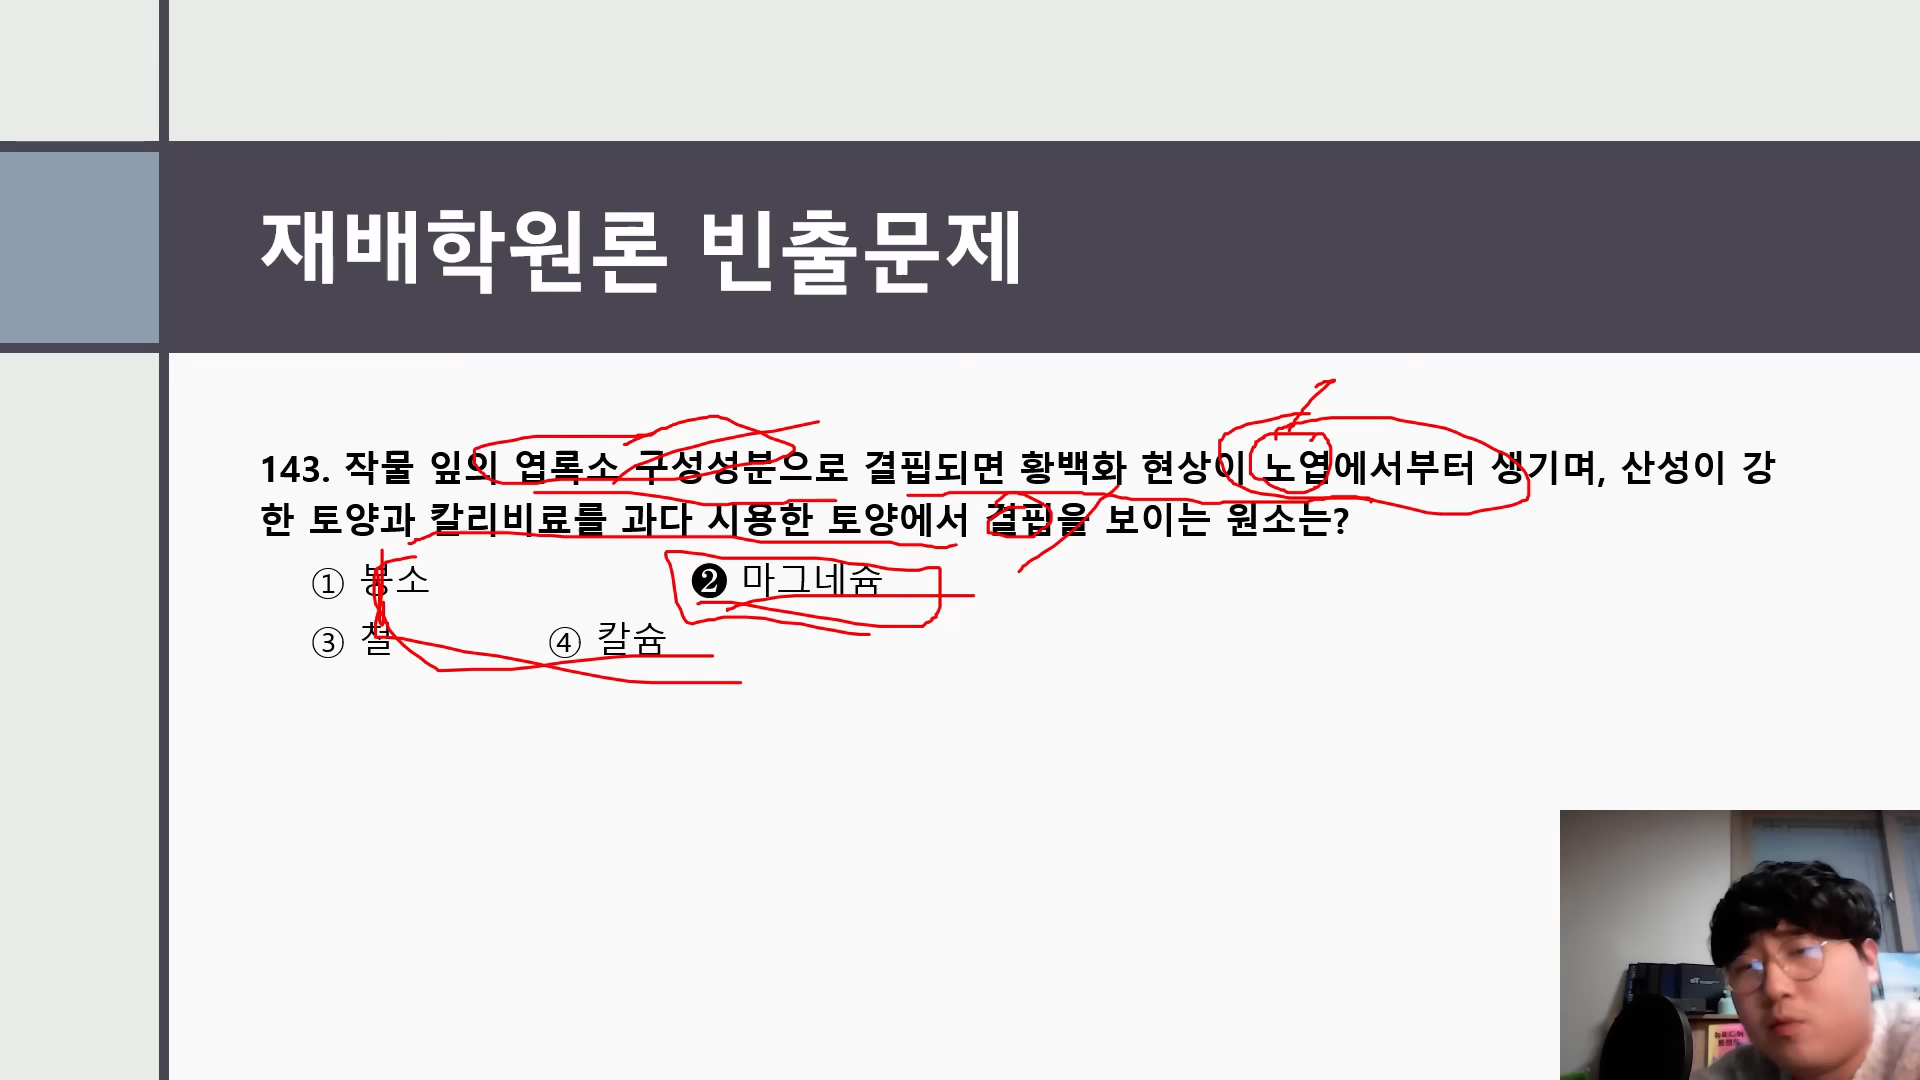 재배학원론 빈출문제
143. 작물 잎의 엽록소 구성성분으로 결핍되면 황백화 현상이 노엽에서부터 생기며, 산성이 강
한 토양과 칼리비료를 과다 시용한 토양에서 결핍을 보이는 원소는?
① 붕소 ❷ 마그네슘
③ 철 ④ 칼슘